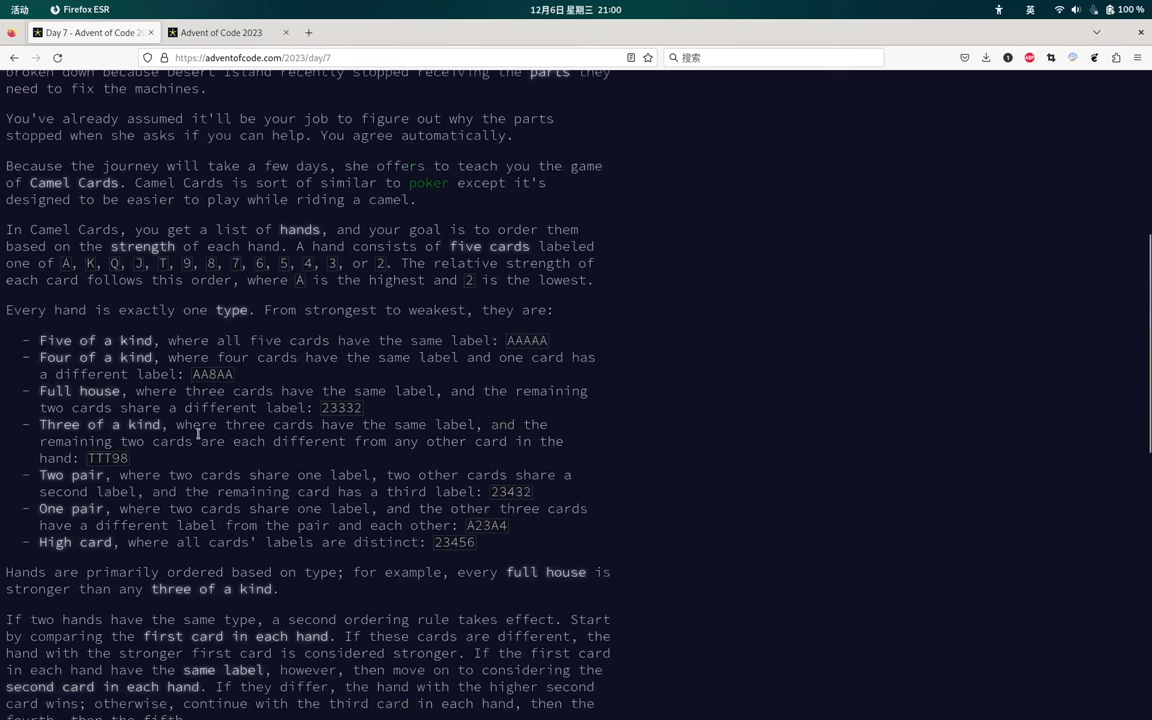 活动 Firefox ESR 12月6日 星期三 21:00 英 100 %
Day 7 - Advent of Code 20 Advent of Code 2023
https://adventofcode.com/2023/day/7 搜索
broken down because Desert Island recently stopped receiving the parts they
need to fix the machines.
You've already assumed it'll be your job to figure out why the parts
stopped when she asks if you can help. You agree automatically.
Because the journey will take a few days, she offers to teach you the game
of Camel Cards. Camel Cards is sort of similar to poker except it's
designed to be easier to play while riding a camel.
In Camel Cards, you get a list of hands, and your goal is to order them
based on the strength of each hand. A hand consists of five cards labeled
one of A, K, Q, J, T, 9, 8, 7, 6, 5, 4, 3, or 2. The relative strength of
each card follows this order, where A is the highest and 2 is the lowest.
Every hand is exactly one type. From strongest to weakest, they are:
- Five of a kind, where all five cards have the same label: AAAAA
- Four of a kind, where four cards have the same label and one card has
a different label: AA8AA
- Full house, where three cards have the same label, and the remaining
two cards share a different label: 23332
- Three of a kind, where three cards have the same label, and the
remaining two cards are each different from any other card in the
hand: TTT98
- Two pair, where two cards share one label, two other cards share a
second label, and the remaining card has a third label: 23432
- One pair, where two cards share one label, and the other three cards
have a different label from the pair and each other: A23A4
- High card, where all cards' labels are distinct: 23456
Hands are primarily ordered based on type; for example, every full house is
stronger than any three of a kind.
If two hands have the same type, a second ordering rule takes effect. Start
by comparing the first card in each hand. If these cards are different, the
hand with the stronger first card is considered stronger. If the first card
in each hand have the same label, however, then move on to considering the
second card in each hand. If they differ, the hand with the higher second
card wins; otherwise, continue with the third card in each hand, then the
fourth, then the fifth.